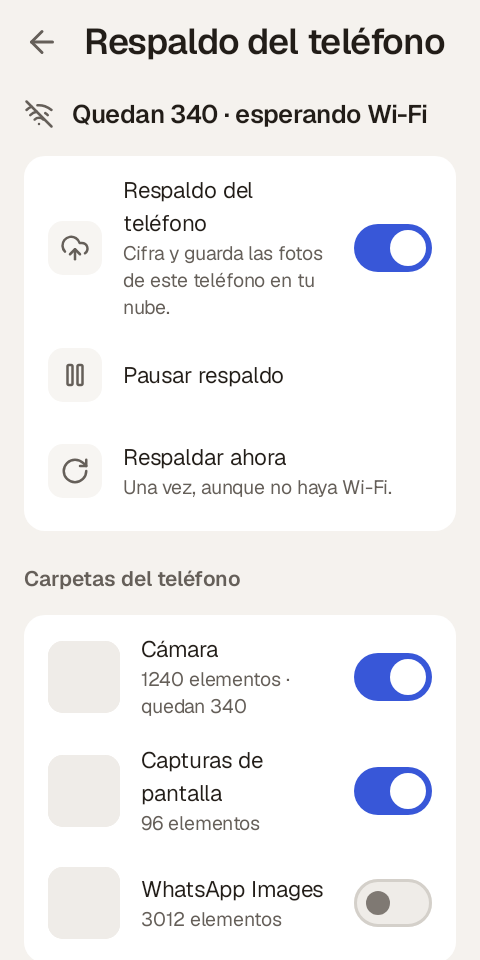 Respaldo del teléfono
Quedan 340 · esperando Wi-Fi
Respaldo del
teléfono
Cifra y guarda las fotos
de este teléfono en tu
nube.
Pausar respaldo
Respaldar ahora
Una vez, aunque no haya Wi-Fi.
Carpetas del teléfono
Cámara
1240 elementos ·
quedan 340
Capturas de
pantalla
96 elementos
WhatsApp Images
3012 elementos